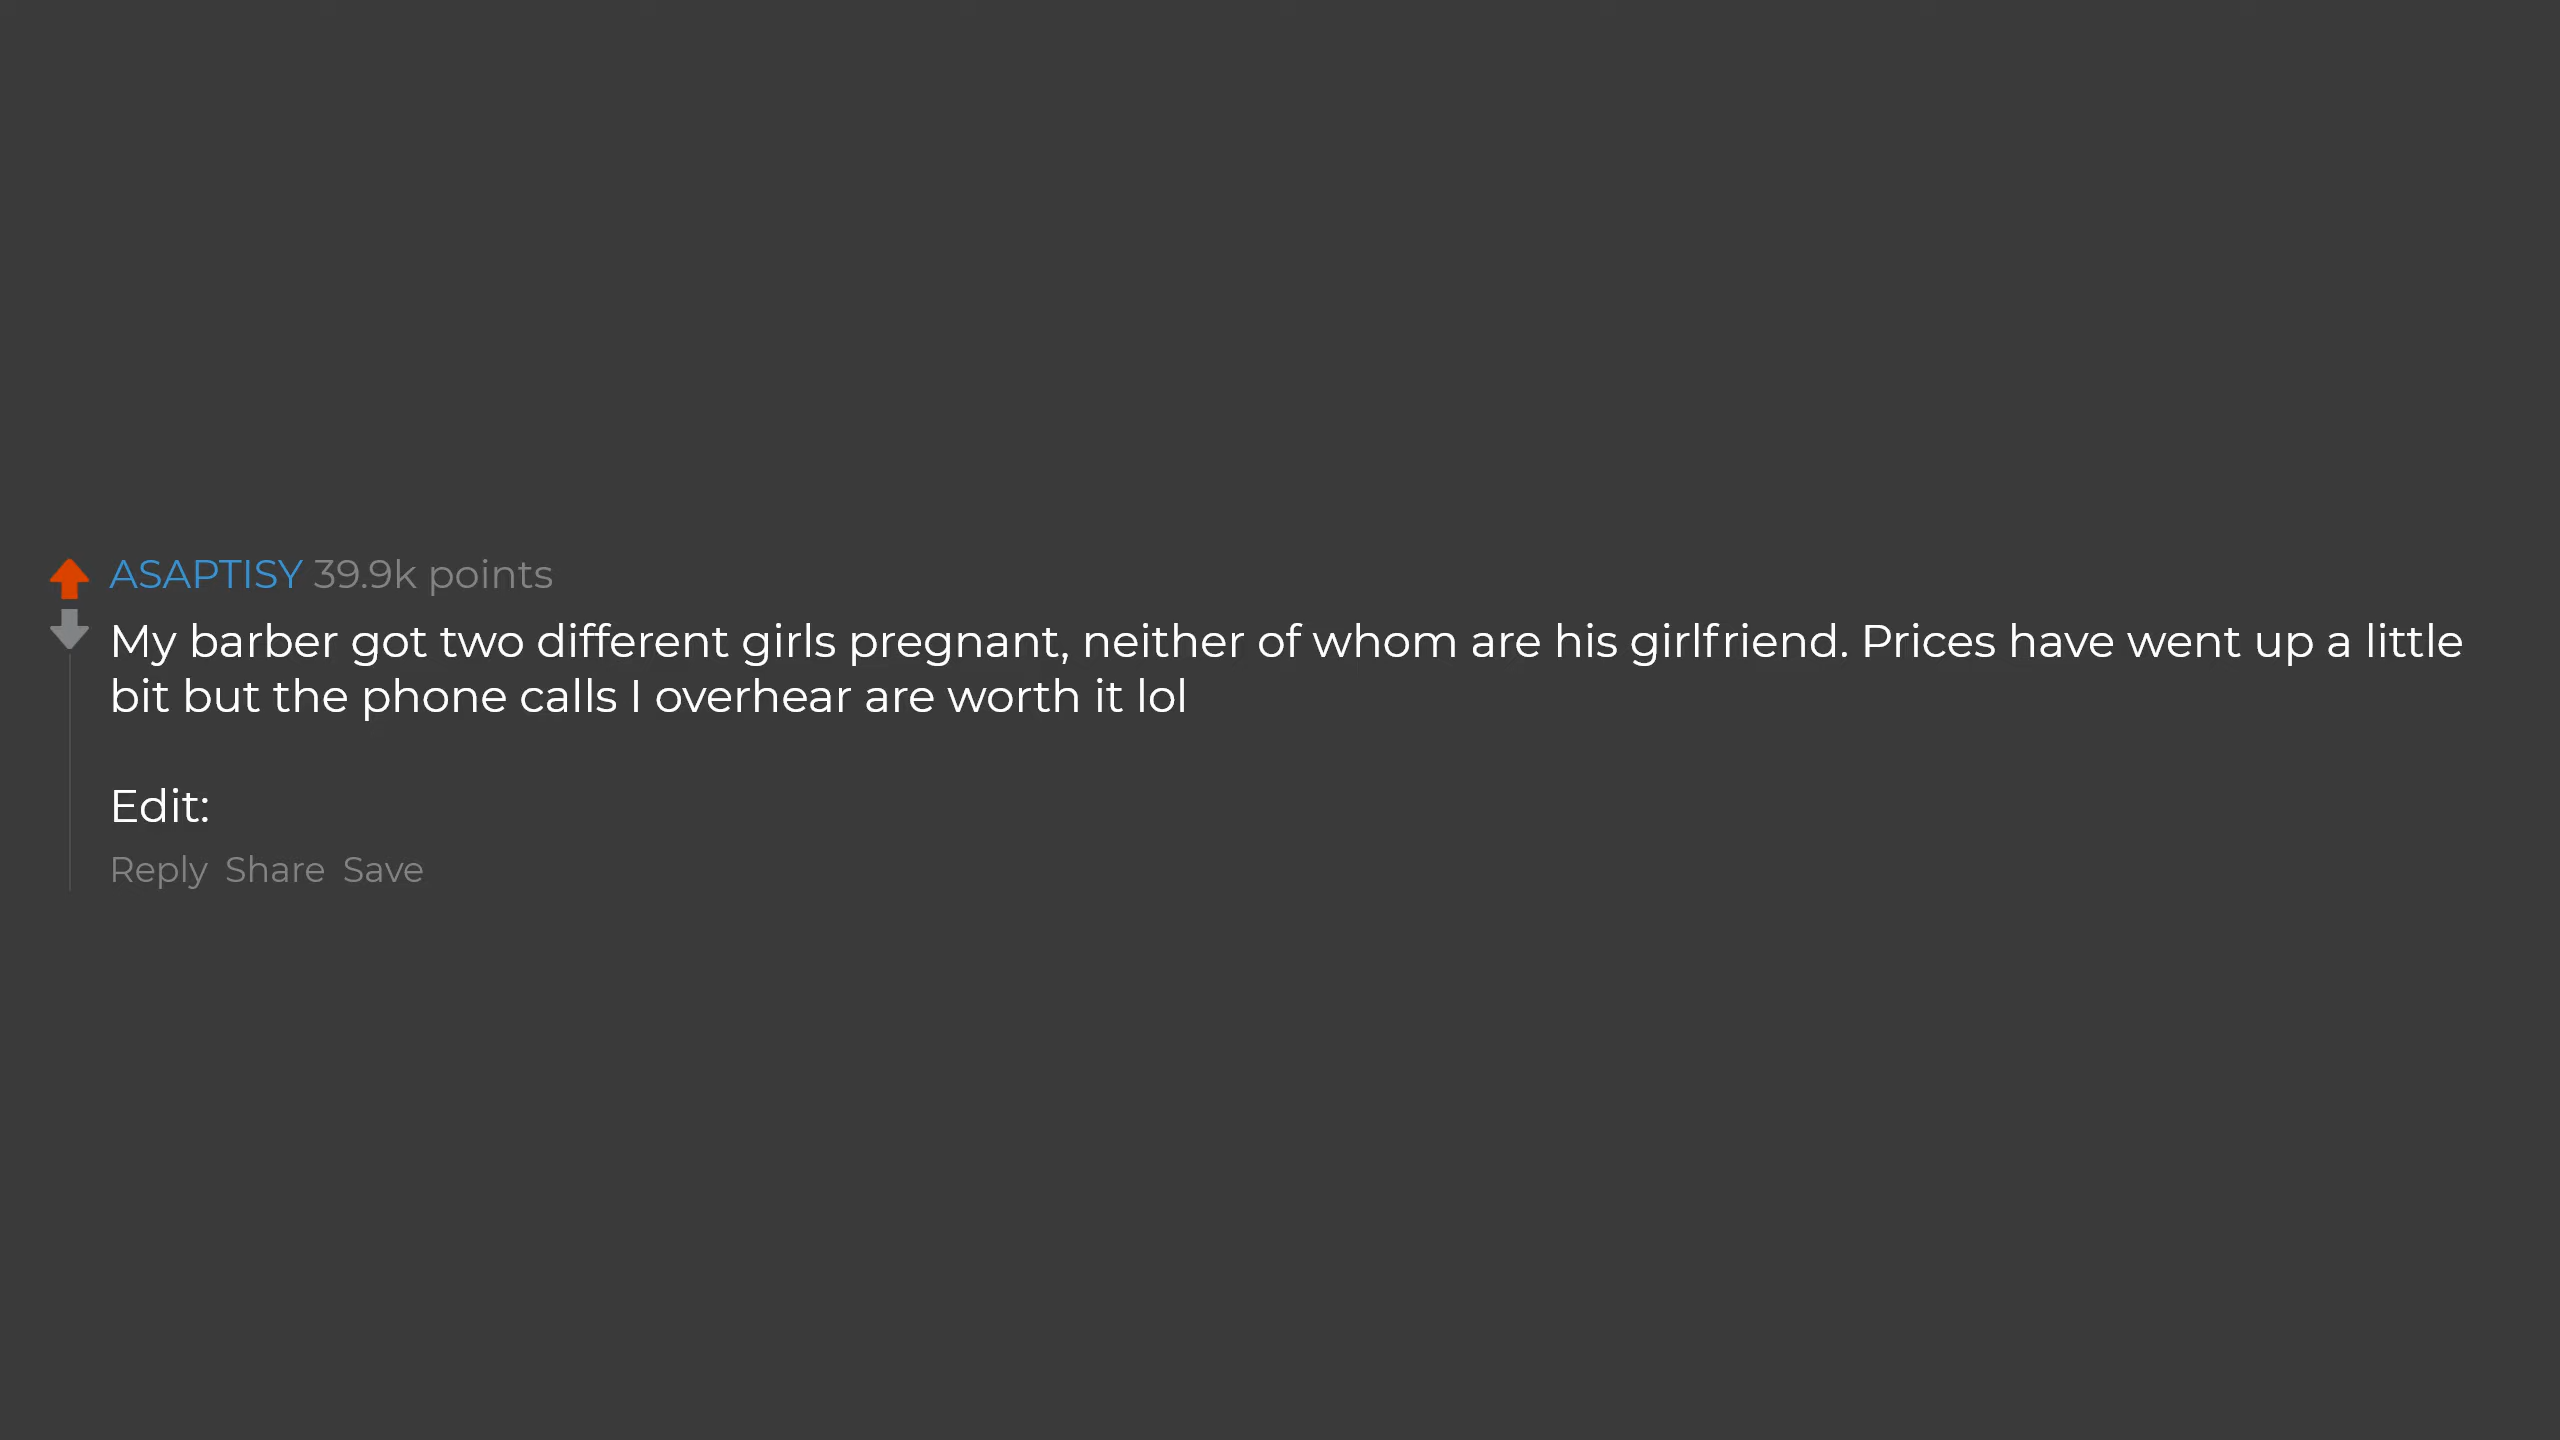 ASAPTISY 39.9k points
My barber got two different girls pregnant, neither of whom are his girlfriend. Prices have went up a little
bit but the phone calls I overhear are worth it lol
Edit:
Reply Share Save